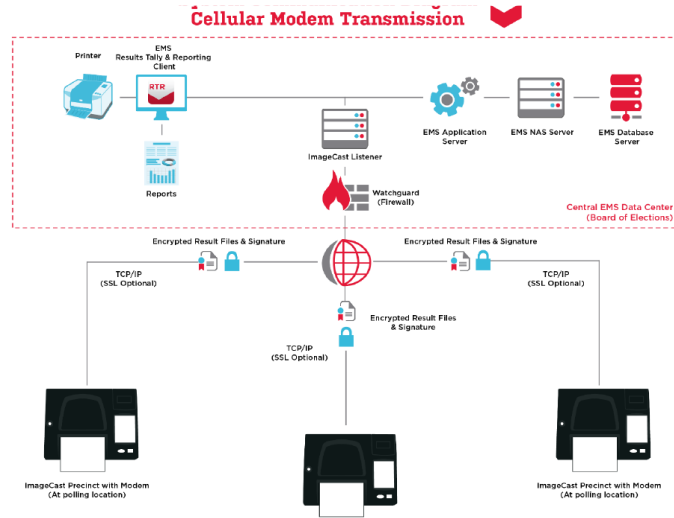 Cellular Modem Transmission
Printer
EMS
Results Tally & Reporting
Client
RTR
Reports
ImageCast Listener
EMS Application
Server
EMS NAS Server
EMS Database
Server
Watchguard
(Firewall)
Central EMS Data Center
(Board of Elections)
Encrypted Result Files & Signature
Encrypted Result Files & Signature
TCP/IP
(SSL Optional)
TCP/IP
(SSL Optional)
Encrypted Result Files
& Signature
TCP/IP
(SSL Optional)
ImageCast Precinct with Modem
(At polling location)
ImageCast Precinct with Modem
(At polling location)